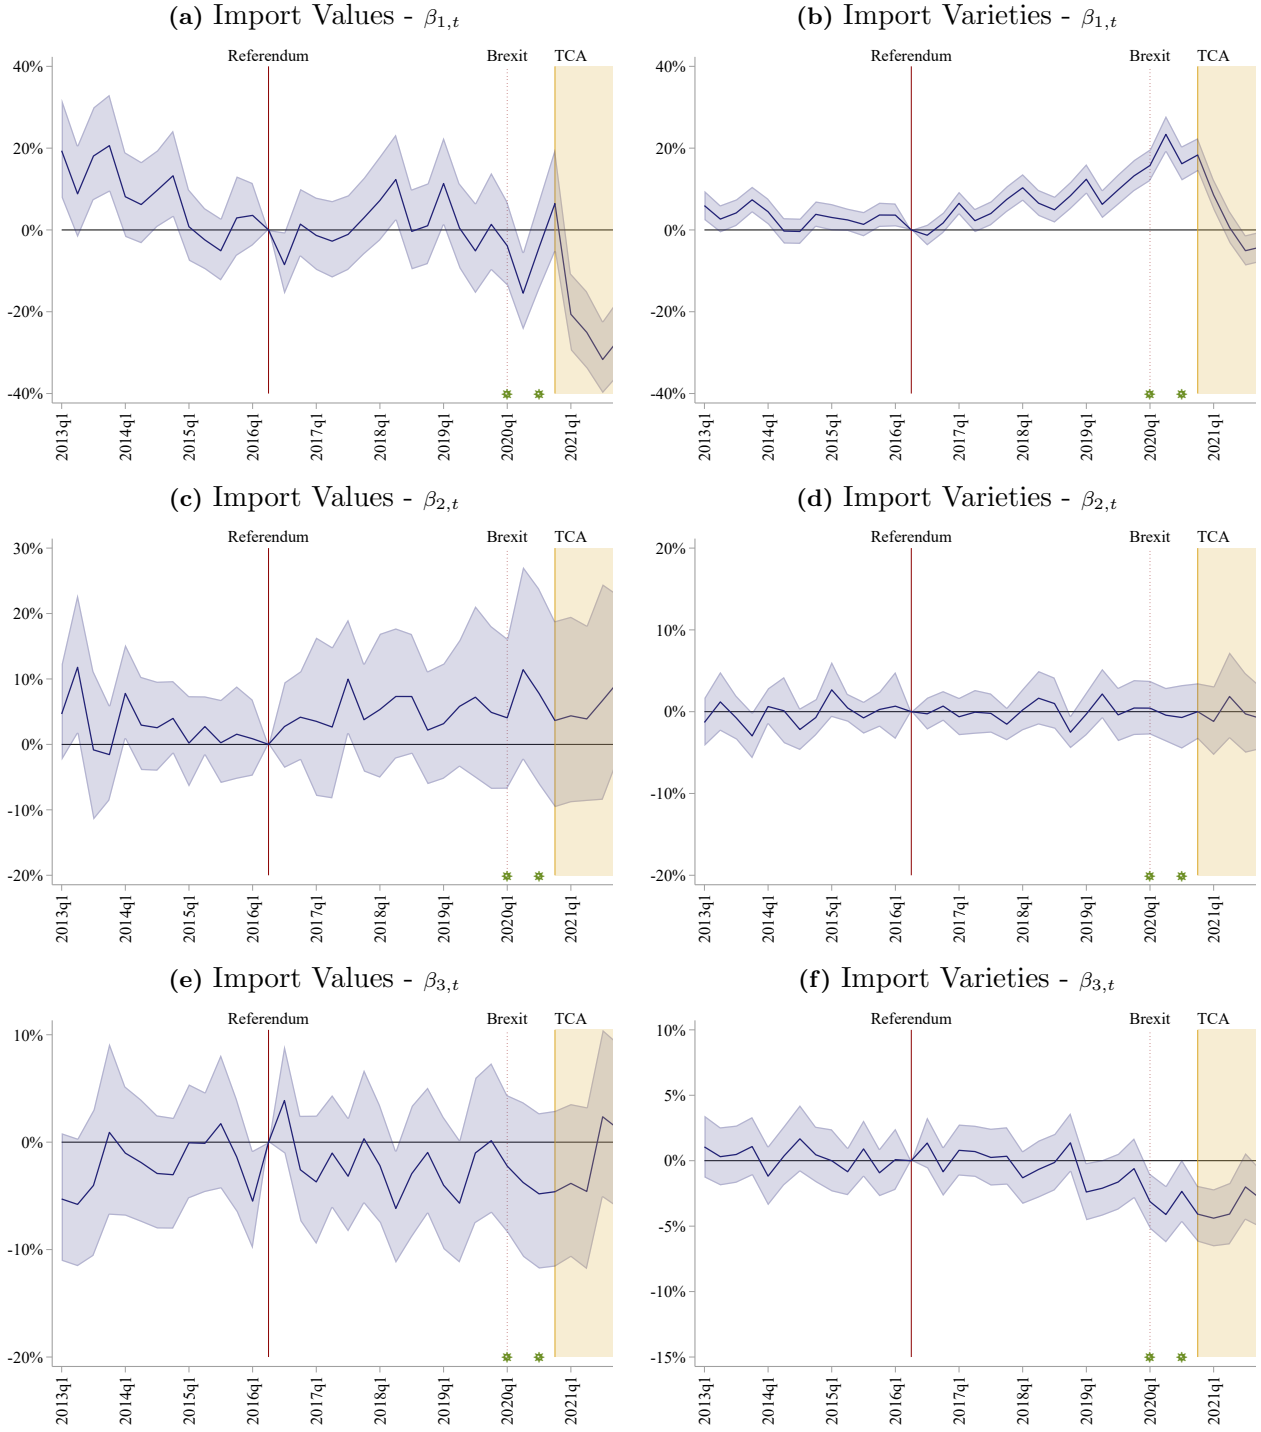 (a) Import Values - β1,t
Referendum Brexit TCA
40%
20%
0%
-20%
-40%
2013q1 2014q1 2015q1 2016q1 2017q1 2018q1 2019q1 2020q1 2021q1
(b) Import Varieties - β1,t
Referendum Brexit TCA
40%
20%
0%
-20%
-40%
2013q1 2014q1 2015q1 2016q1 2017q1 2018q1 2019q1 2020q1 2021q1
(c) Import Values - β2,t
Referendum Brexit TCA
30%
20%
10%
0%
-10%
-20%
2013q1 2014q1 2015q1 2016q1 2017q1 2018q1 2019q1 2020q1 2021q1
(d) Import Varieties - β2,t
Referendum Brexit TCA
20%
10%
0%
-10%
-20%
2013q1 2014q1 2015q1 2016q1 2017q1 2018q1 2019q1 2020q1 2021q1
(e) Import Values - β3,t
Referendum Brexit TCA
10%
0%
-10%
-20%
2013q1 2014q1 2015q1 2016q1 2017q1 2018q1 2019q1 2020q1 2021q1
(f) Import Varieties - β3,t
Referendum Brexit TCA
10%
5%
0%
-5%
-10%
-15%
2013q1 2014q1 2015q1 2016q1 2017q1 2018q1 2019q1 2020q1 2021q1